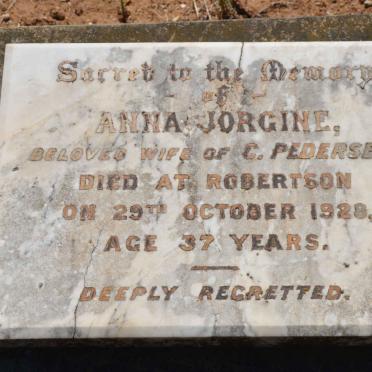 Sacred to the Memory
of
ANNA JORGINE,
BELOVED WIFE OF C. PEDERSE
DIED AT ROBERTSON
ON 29TH OCTOBER 1928,
AGE 37 YEARS.
DEEPLY REGRETTED.